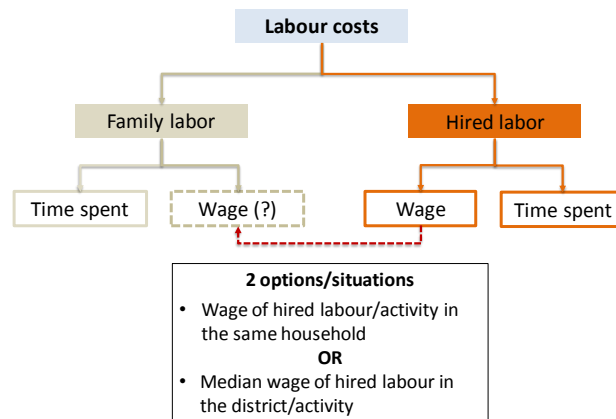 Labour costs
Family labor
Hired labor
Time spent
Wage (?)
Wage
Time spent
2 options/situations
• Wage of hired labour/activity in
the same household
OR
• Median wage of hired labour in
the district/activity